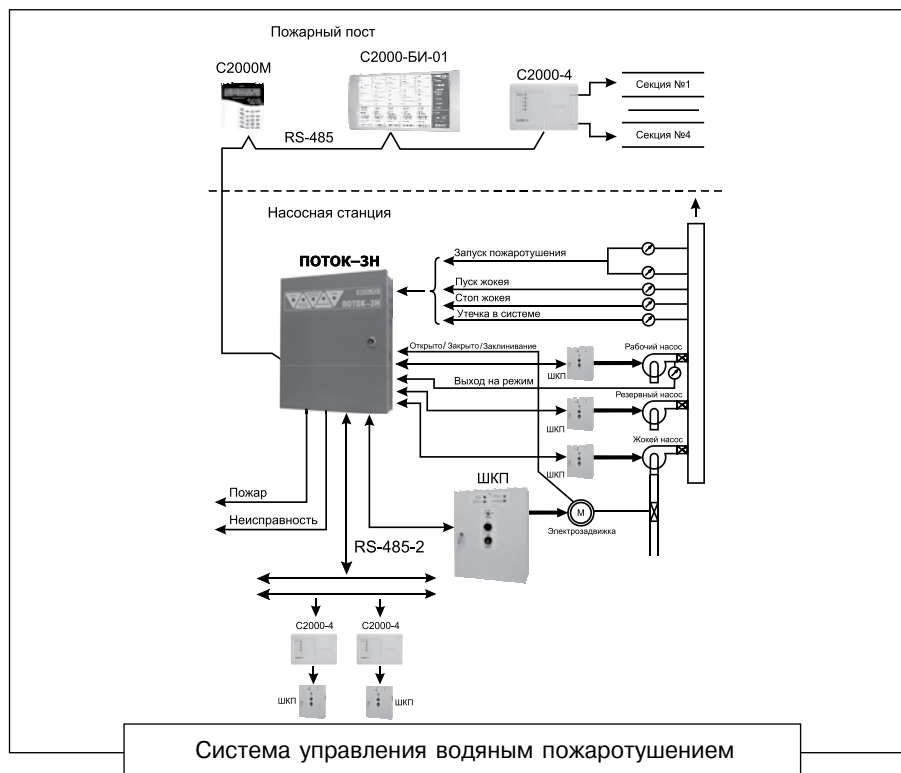 Пожарный пост
С2000М
С2000-БИ-01
С2000-4
Секция №1
Секция №4
RS-485
Насосная станция
ПОТОК–3Н
ПОТОК-3Н
Запуск пожаротушения
Пуск жокея
Стоп жокея
Утечка в системе
Открыто/ Закрыто/Заклинивание
Рабочий насос
ШКП
Выход на режим
Резервный насос
ШКП
Жокей насос
ШКП
ШКП
М
Электрозадвижка
Пожар
Неисправность
RS-485-2
С2000-4
С2000-4
ШКП
ШКП
Система управления водяным пожаротушением